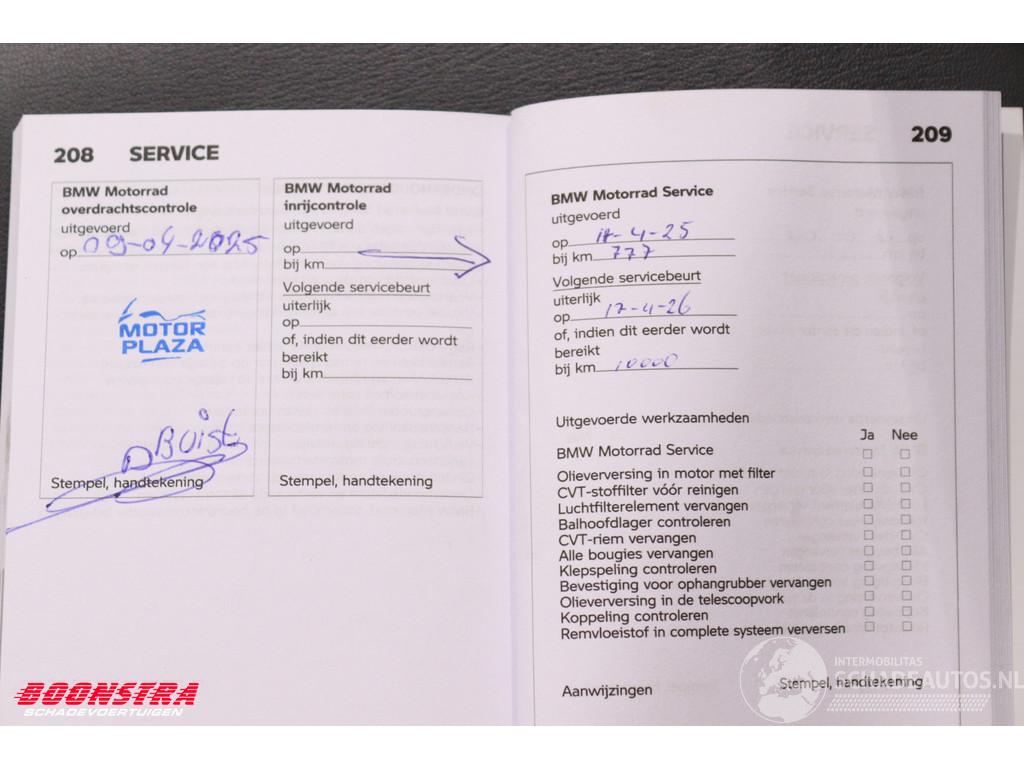 208 SERVICE
BMW Motorrad
overdrachtscontrole
uitgevoerd
op 09-04-2025
MOTOR
PLAZA
DBuist
Stempel, handtekening
BMW Motorrad
inrijcontrole
uitgevoerd
op
bij km
Volgende servicebeurt
uiterlijk
op
of, indien dit eerder wordt
bereikt
bij km
Stempel, handtekening
209
BMW Motorrad Service
uitgevoerd
op 17-4-25
bij km 777
Volgende servicebeurt
uiterlijk
op 17-4-26
of, indien dit eerder wordt
bereikt
bij km 10000
Uitgevoerde werkzaamheden
Ja Nee
BMW Motorrad Service
Olieverversing in motor met filter
CVT-stoffilter vóór reinigen
Luchtfilterelement vervangen
Balhoofdlager controleren
CVT-riem vervangen
Alle bougies vervangen
Klepspeling controleren
Bevestiging voor ophangrubber vervangen
Olieverversing in de telescoopvork
Koppeling controleren
Remvloeistof in complete systeem verversen
Aanwijzingen
Stempel, handtekening
BOONSTRA
SCHADEVOERTUIGEN
INTERMOBILITAS
SCHADEAUTOS.NL